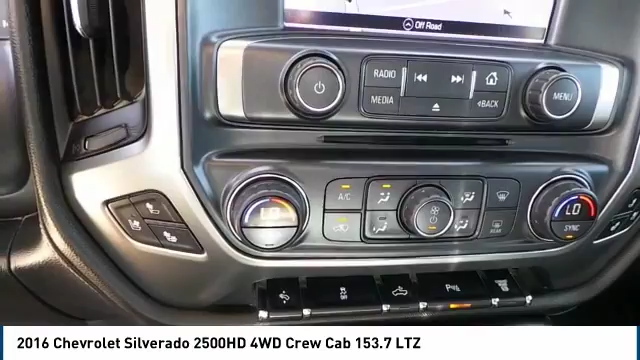 Off Road
RADIO
MEDIA
BACK
MENU
A/C
LO
LO
SYNC
REAR
2016 Chevrolet Silverado 2500HD 4WD Crew Cab 153.7 LTZ